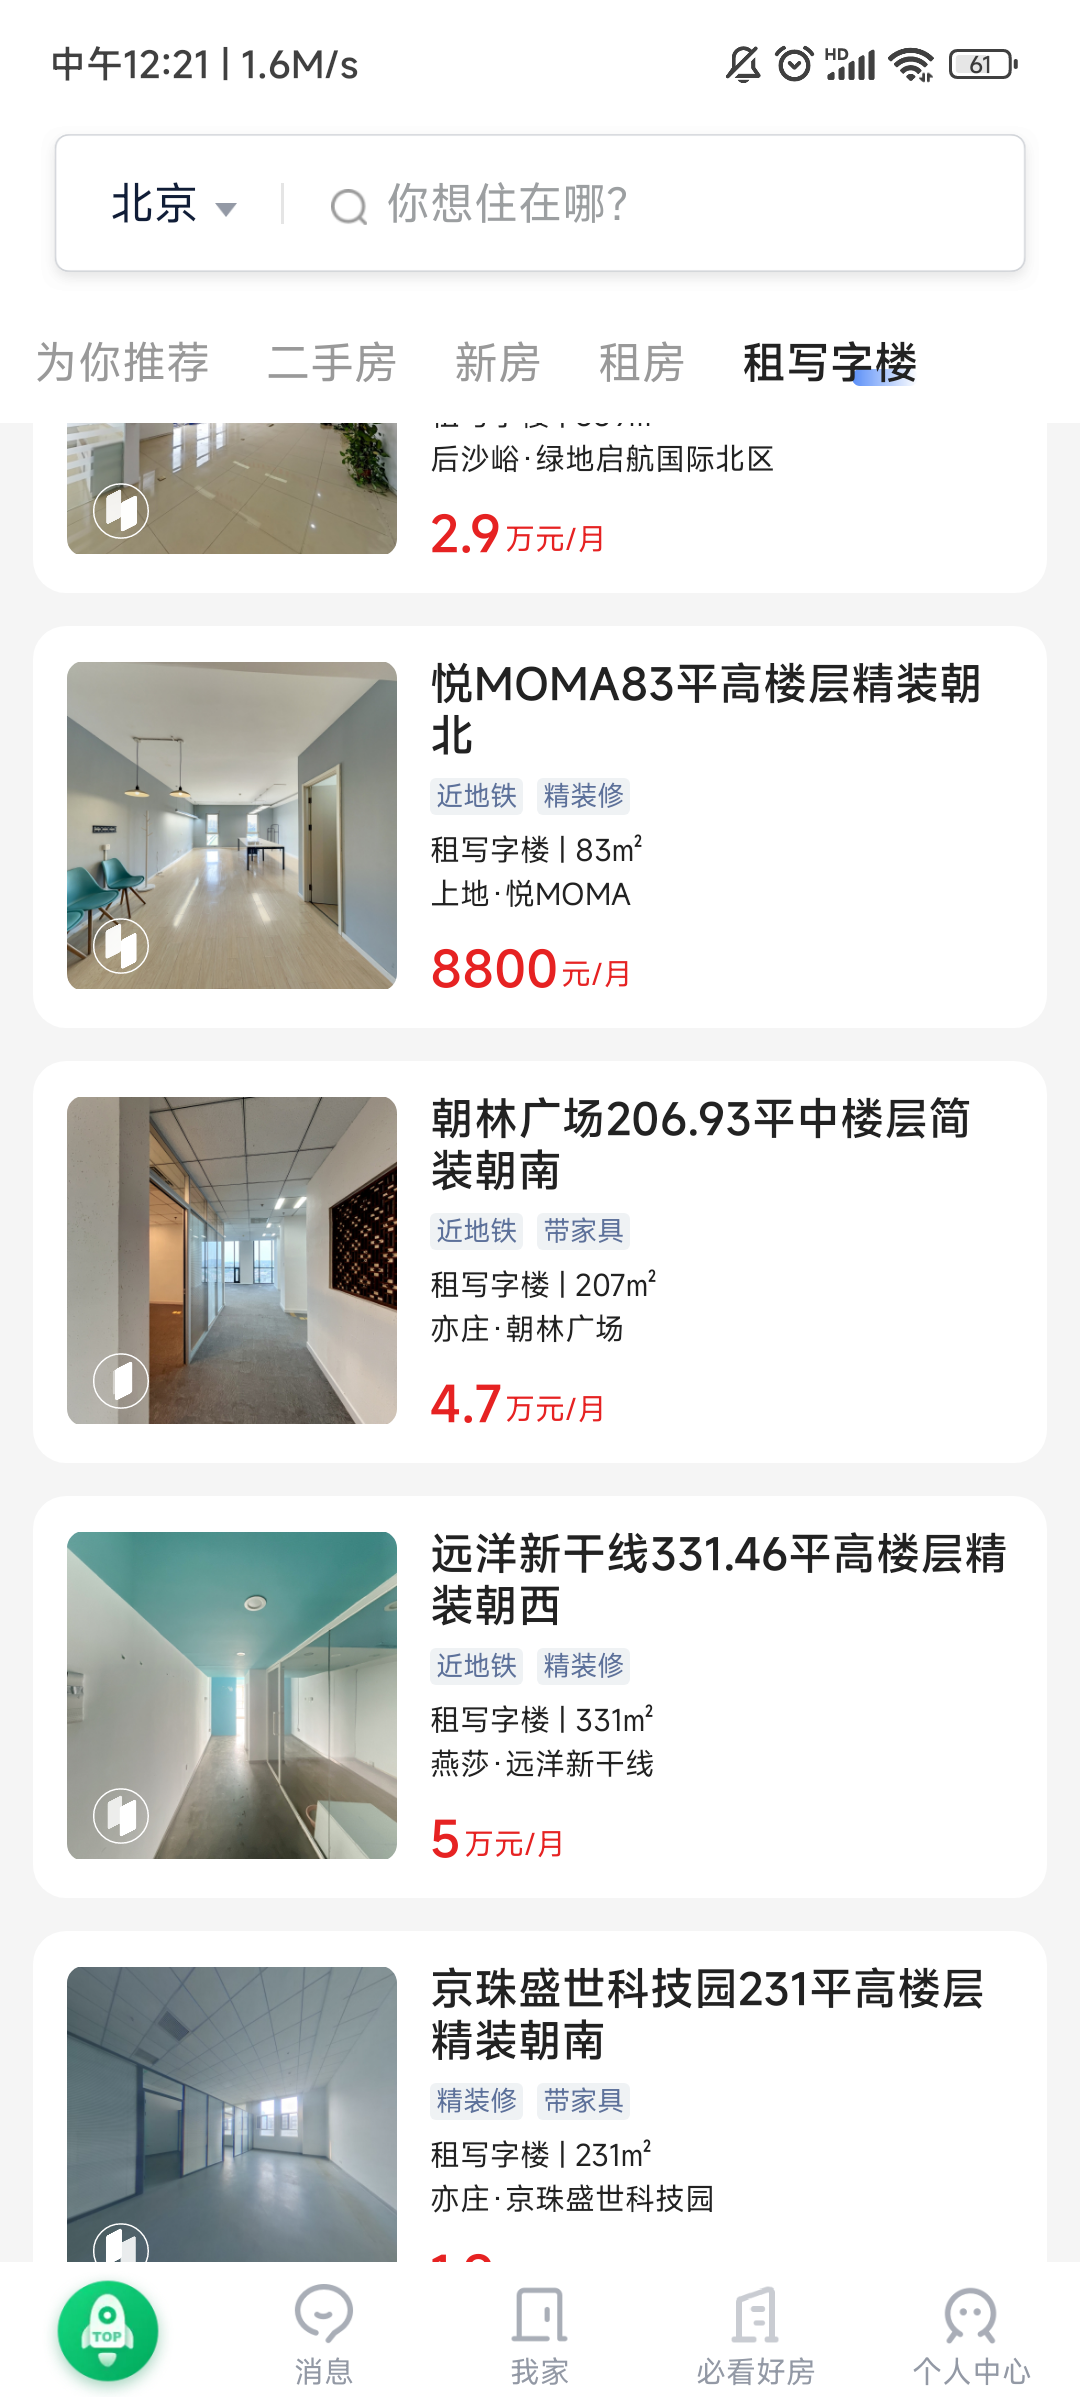 中午12:21 | 1.6M/s
HD
61
北京
你想住在哪?
为你推荐
二手房
新房
租房
租写字楼
后沙峪·绿地启航国际北区
2.9万元/月
悦MOMA83平高楼层精装朝
北
近地铁
精装修
租写字楼 | 83m²
上地·悦MOMA
8800元/月
朝林广场206.93平中楼层简
装朝南
近地铁
带家具
租写字楼 | 207m²
亦庄·朝林广场
4.7万元/月
远洋新干线331.46平高楼层精
装朝西
近地铁
精装修
租写字楼 | 331m²
燕莎·远洋新干线
5万元/月
京珠盛世科技园231平高楼层
精装朝南
精装修
带家具
租写字楼 | 231m²
亦庄·京珠盛世科技园
TOP
消息
我家
必看好房
个人中心